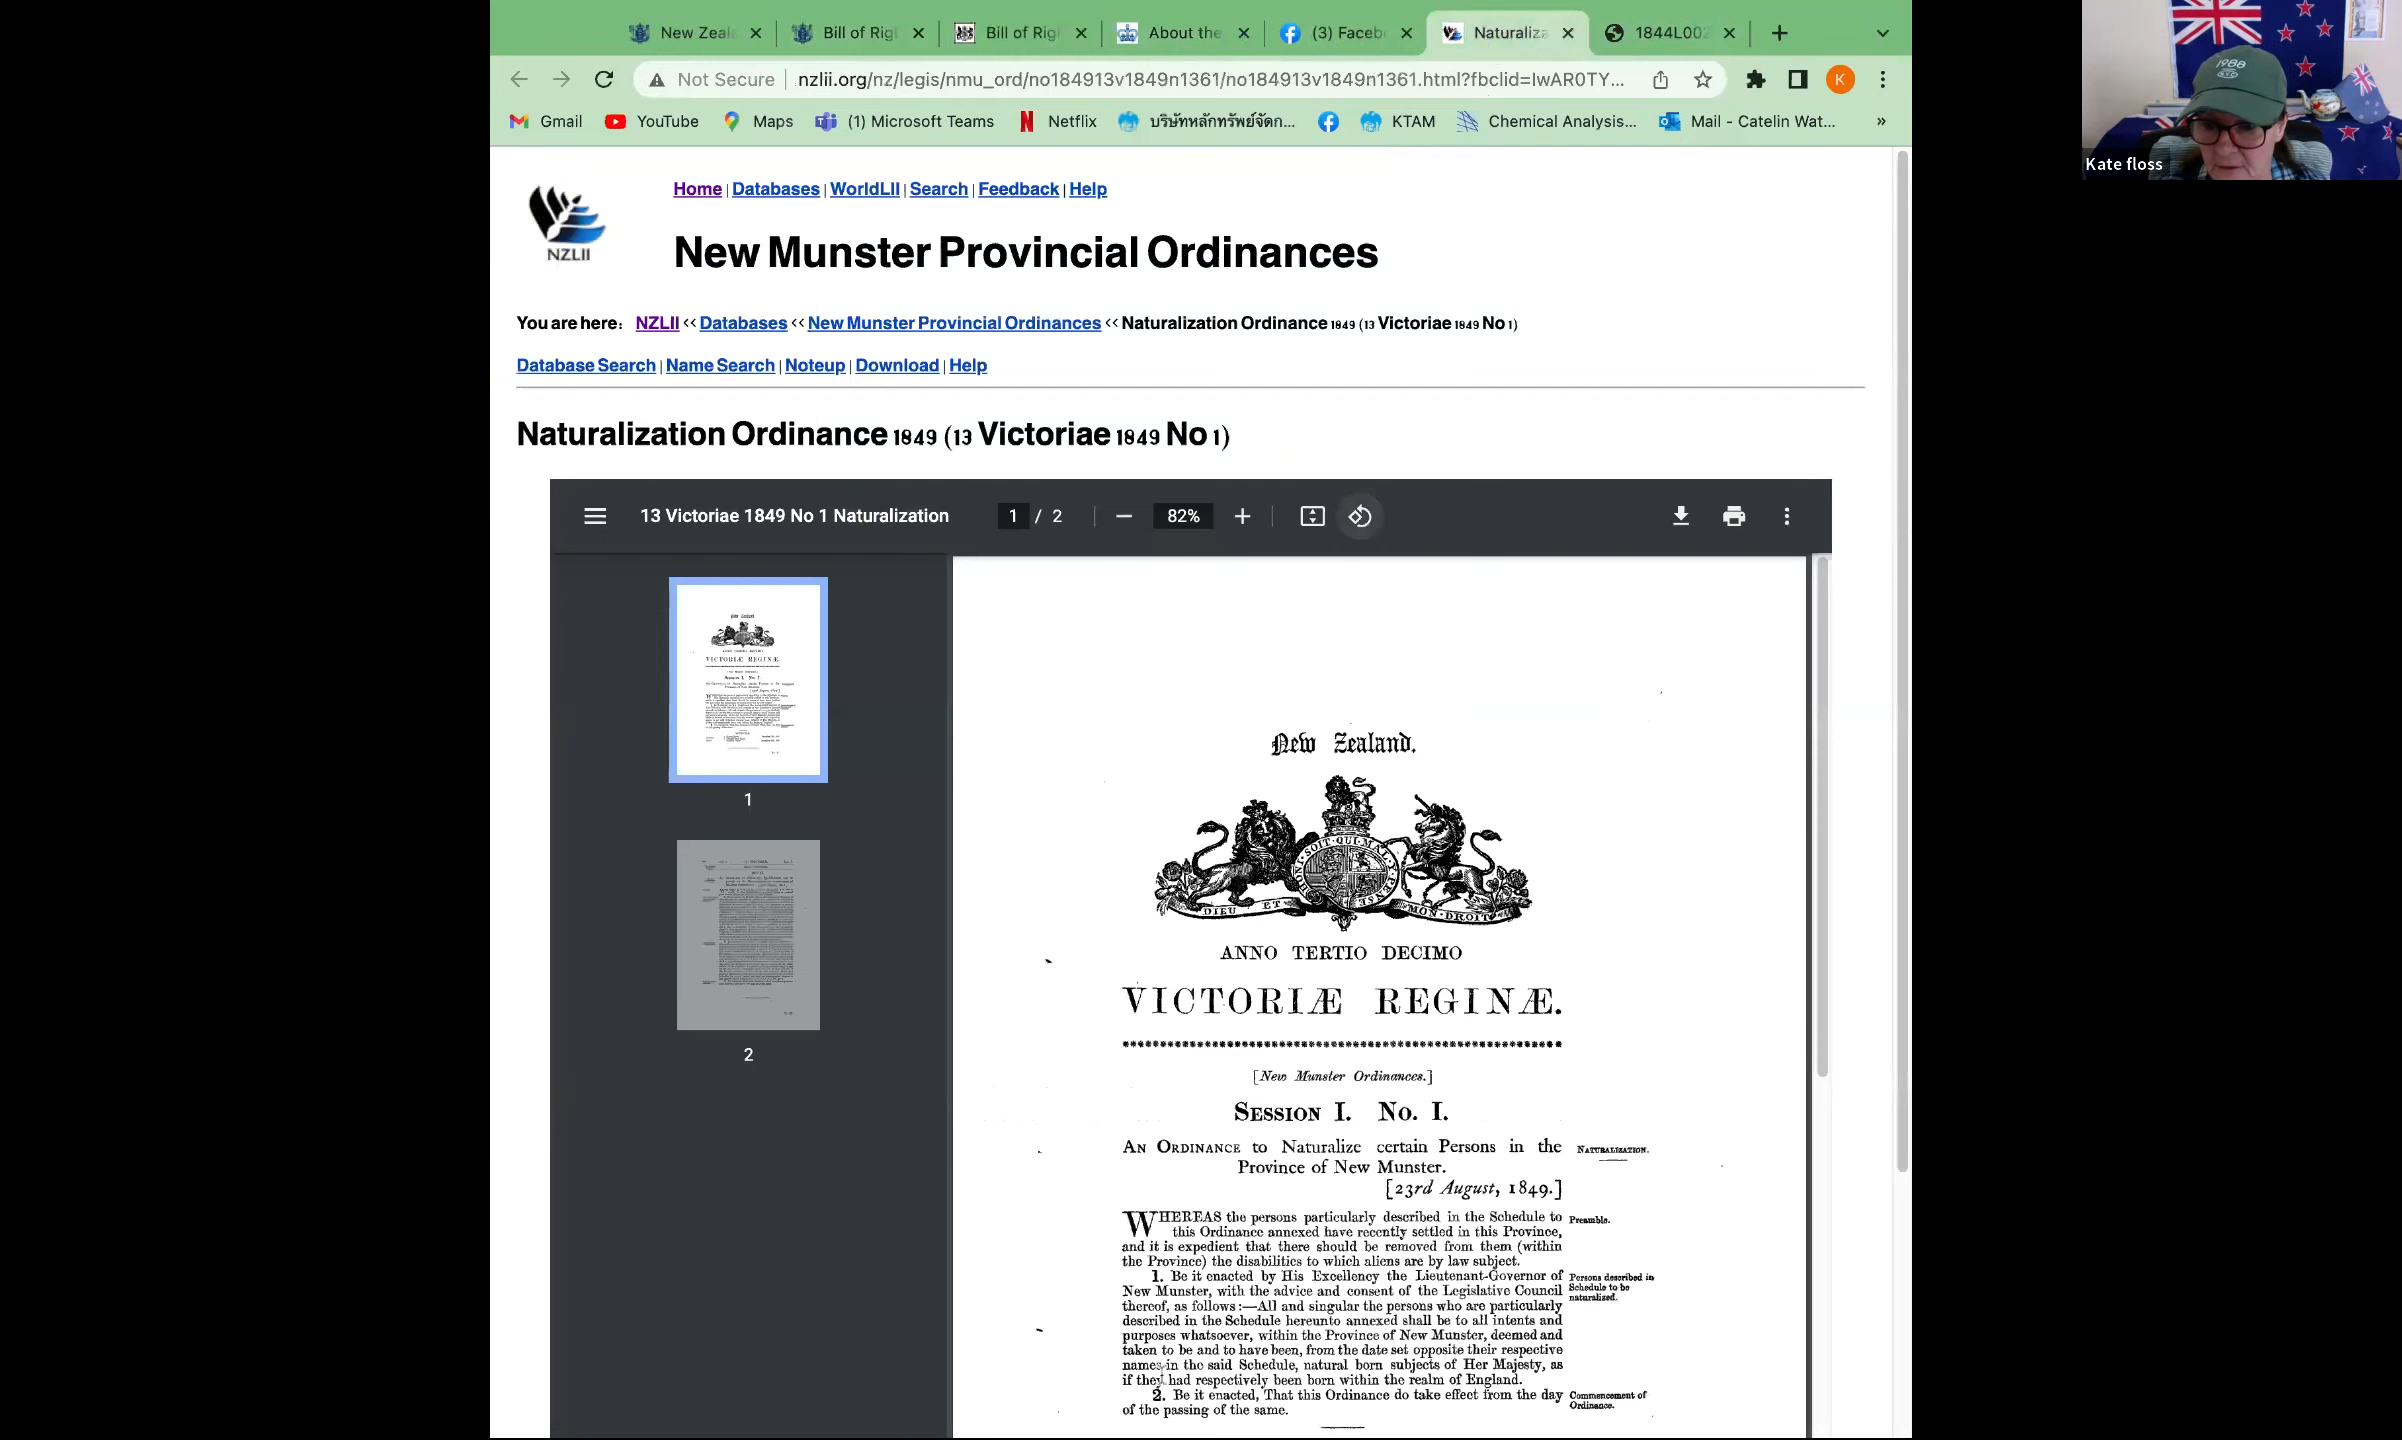 New Zeal
Bill of Rig
Bill of Rig
About the
(3) Faceb
Naturaliza
1844L002
Not Secure
nzlii.org/nz/legis/nmu_ord/no184913v1849n1361/no184913v1849n1361.html?fbclid=IwAR0TY...
K
Gmail
YouTube
Maps
(1) Microsoft Teams
Netflix
บริษัทหลักทรัพย์จัดก...
KTAM
Chemical Analysis...
Mail - Catelin Wat...
»
1988
Kate floss
NZLII
Home | Databases | WorldLII | Search | Feedback | Help
New Munster Provincial Ordinances
You are here: NZLII << Databases << New Munster Provincial Ordinances << Naturalization Ordinance 1849 (13 Victoriae 1849 No 1)
Database Search | Name Search | Noteup | Download | Help
Naturalization Ordinance 1849 (13 Victoriae 1849 No 1)
13 Victoriae 1849 No 1 Naturalization
1 / 2
82%
1
2
New Zealand.
HONI · SOIT · QUI · MAL · Y · PENSE
DIEU ET MON DROIT
ANNO TERTIO DECIMO
VICTORIÆ REGINÆ.
[New Munster Ordinances.]
SESSION I. No. I.
AN ORDINANCE to Naturalize certain Persons in the
Province of New Munster.
NATURALIZATION.
[23rd August, 1849.]
WHEREAS the persons particularly described in the Schedule to
this Ordinance annexed have recently settled in this Province,
and it is expedient that there should be removed from them (within
the Province) the disabilities to which aliens are by law subject.
Preamble.
1. Be it enacted by His Excellency the Lieutenant-Governor of
New Munster, with the advice and consent of the Legislative Council
thereof, as follows:—All and singular the persons who are particularly
described in the Schedule hereunto annexed shall be to all intents and
purposes whatsoever, within the Province of New Munster, deemed and
taken to be and to have been, from the date set opposite their respective
names in the said Schedule, natural born subjects of Her Majesty, as
if they had respectively been born within the realm of England.
Persons described in
Schedule to be
naturalized.
2. Be it enacted, That this Ordinance do take effect from the day
of the passing of the same.
Commencement of
Ordinance.